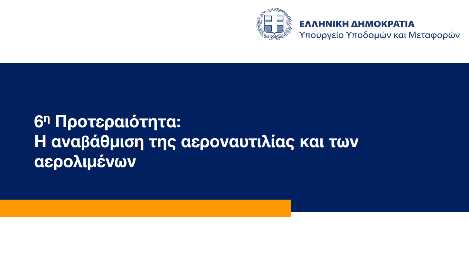 ΕΛΛΗΝΙΚΗ ΔΗΜΟΚΡΑΤΙΑ
Υπουργείο Υποδομών και Μεταφορών
6η Προτεραιότητα:
Η αναβάθμιση της αεροναυτιλίας και των
αερολιμένων